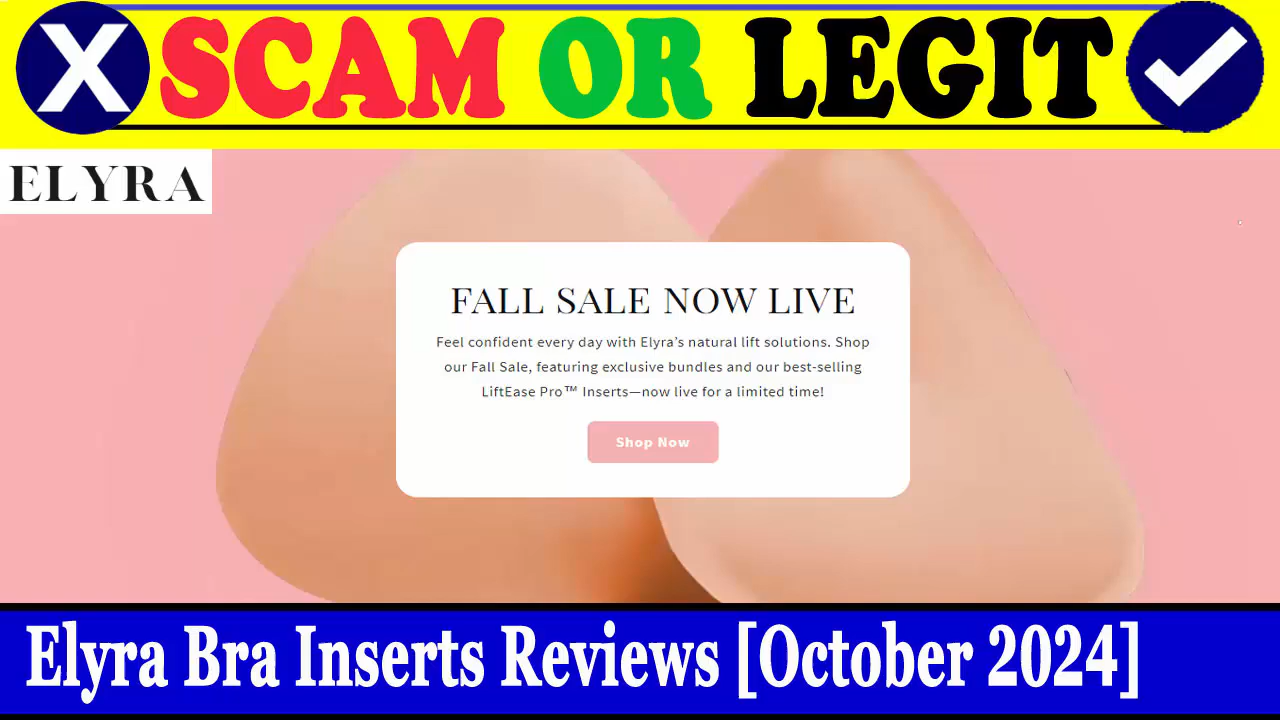 X SCAM OR LEGIT
ELYRA
FALL SALE NOW LIVE
Feel confident every day with Elyra’s natural lift solutions. Shop
our Fall Sale, featuring exclusive bundles and our best-selling
LiftEase Pro™ Inserts—now live for a limited time!
Shop Now
Elyra Bra Inserts Reviews [October 2024]